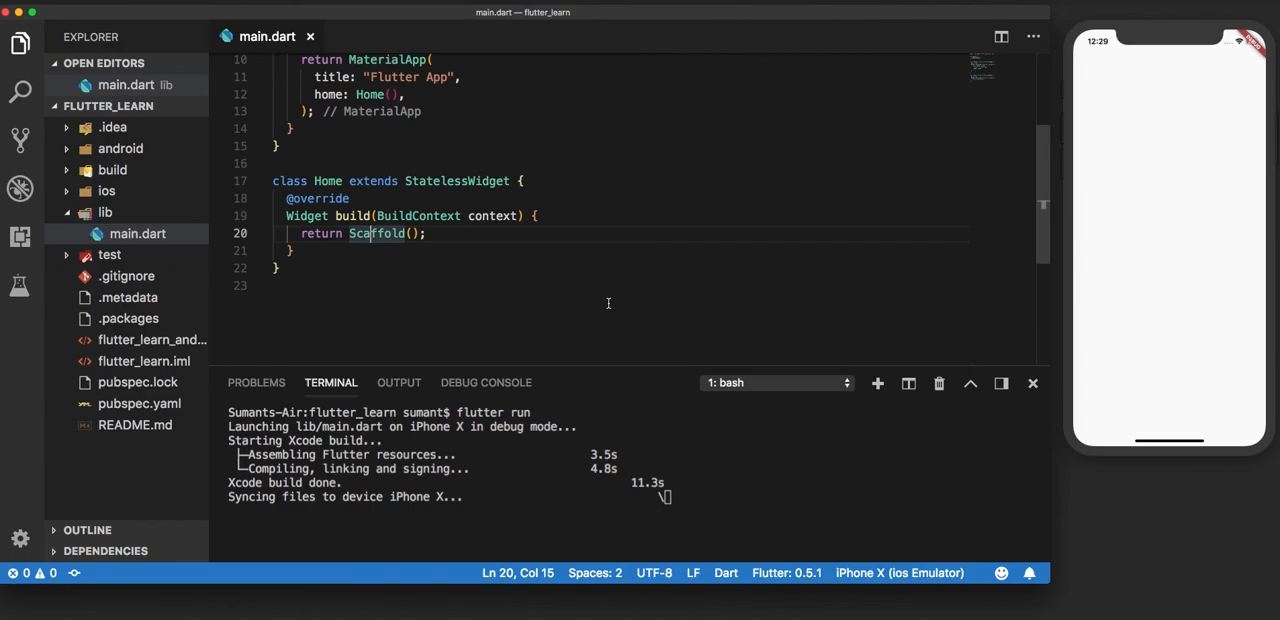 main.dart — flutter_learn
EXPLORER
OPEN EDITORS
main.dart lib
FLUTTER_LEARN
.idea
android
build
ios
lib
main.dart
test
.gitignore
.metadata
.packages
flutter_learn_and...
flutter_learn.iml
pubspec.lock
pubspec.yaml
README.md
OUTLINE
DEPENDENCIES
main.dart
10 return MaterialApp(
11 title: "Flutter App",
12 home: Home(),
13 ); // MaterialApp
14 }
15 }
16
17 class Home extends StatelessWidget {
18 @override
19 Widget build(BuildContext context) {
20 return Scaffold();
21 }
22 }
23
PROBLEMS TERMINAL OUTPUT DEBUG CONSOLE 1: bash
Sumants-Air:flutter_learn sumant$ flutter run
Launching lib/main.dart on iPhone X in debug mode...
Starting Xcode build...
├─Assembling Flutter resources... 3.5s
└─Compiling, linking and signing... 4.8s
Xcode build done. 11.3s
Syncing files to device iPhone X... \
0 0 Ln 20, Col 15 Spaces: 2 UTF-8 LF Dart Flutter: 0.5.1 iPhone X (ios Emulator)
12:29
DEBUG